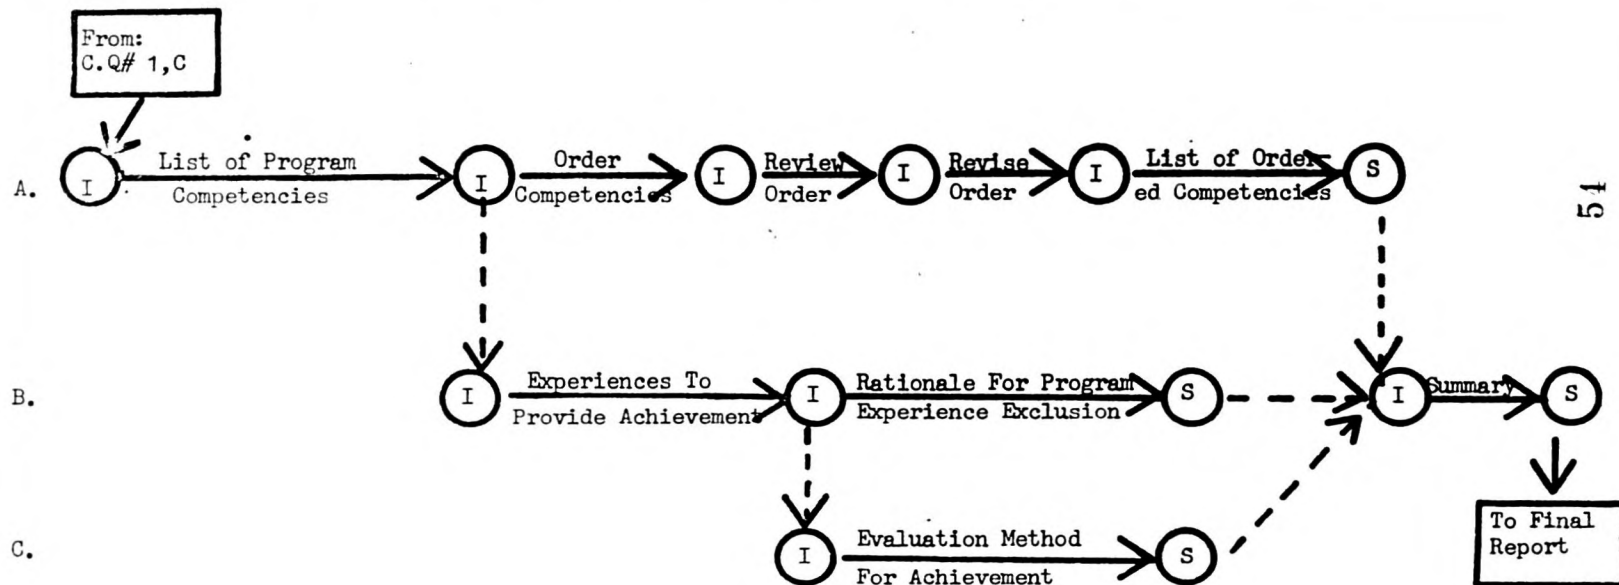 From:
C.Q# 1,C
A.
I
List of Program
Competencies
I
Order
Competencies
I
Review
Order
I
Revise
Order
I
List of Order-
ed Competencies
S
54
B.
I
Experiences To
Provide Achievement
I
Rationale For Program
Experience Exclusion
S
I
Summary
S
C.
I
Evaluation Method
For Achievement
S
To Final
Report